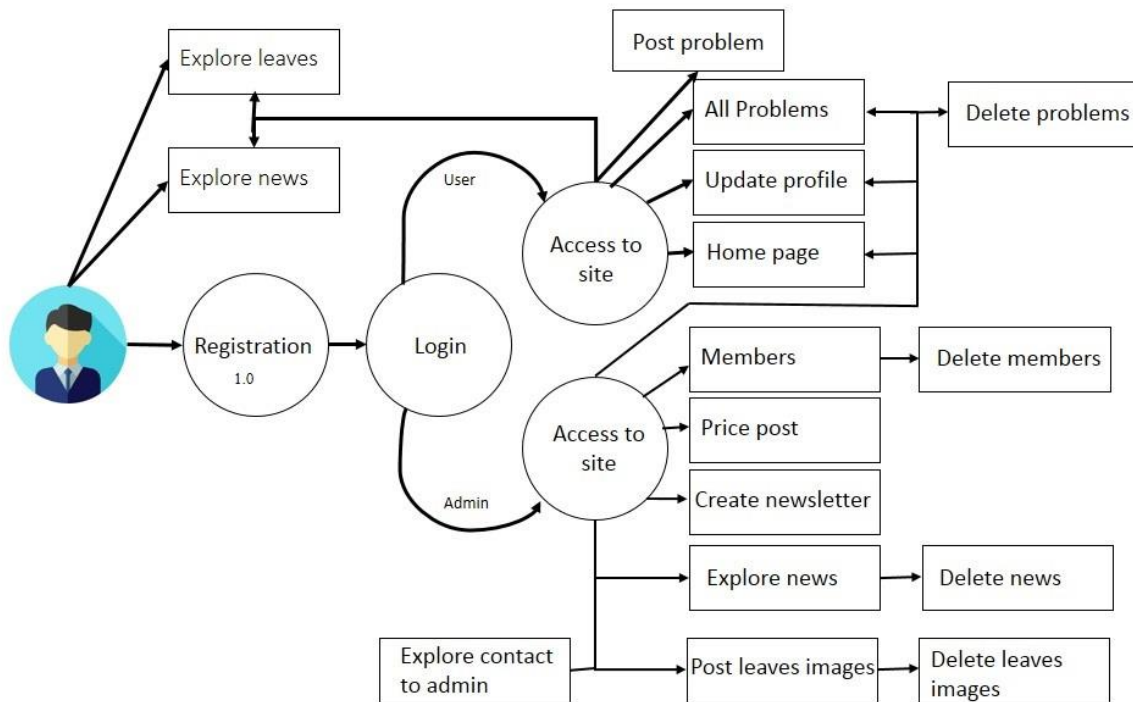 Post problem
Explore leaves
All Problems
Delete problems
Explore news
User
Update profile
Access to
site
Home page
Registration
1.0
Login
Members
Delete members
Access to
site
Price post
Admin
Create newsletter
Explore news
Delete news
Explore contact
to admin
Post leaves images
Delete leaves
images